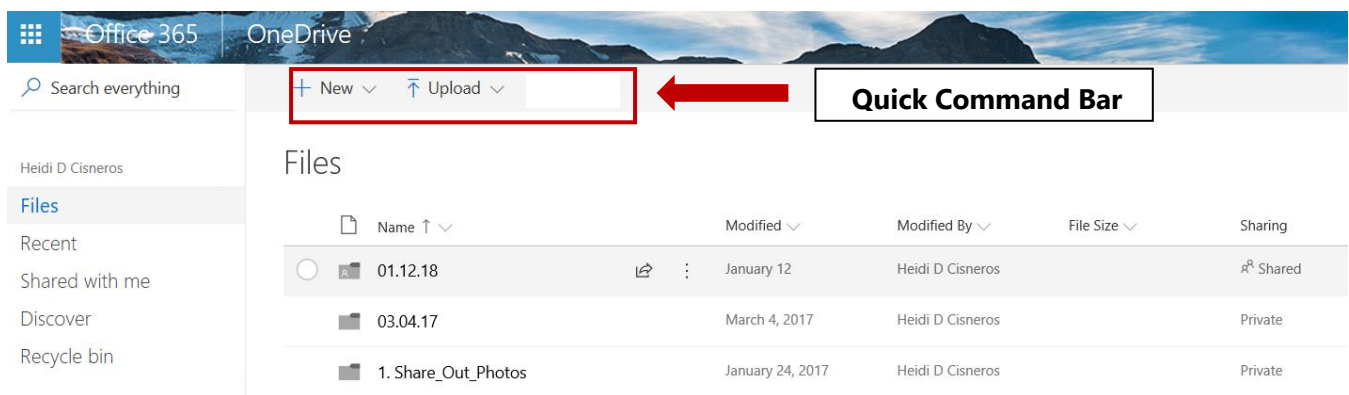 Office 365 OneDrive
Search everything
New Upload
Quick Command Bar
Heidi D Cisneros
Files
Recent
Shared with me
Discover
Recycle bin
Files
Name Modified Modified By File Size Sharing
01.12.18 January 12 Heidi D Cisneros Shared
03.04.17 March 4, 2017 Heidi D Cisneros Private
1. Share_Out_Photos January 24, 2017 Heidi D Cisneros Private